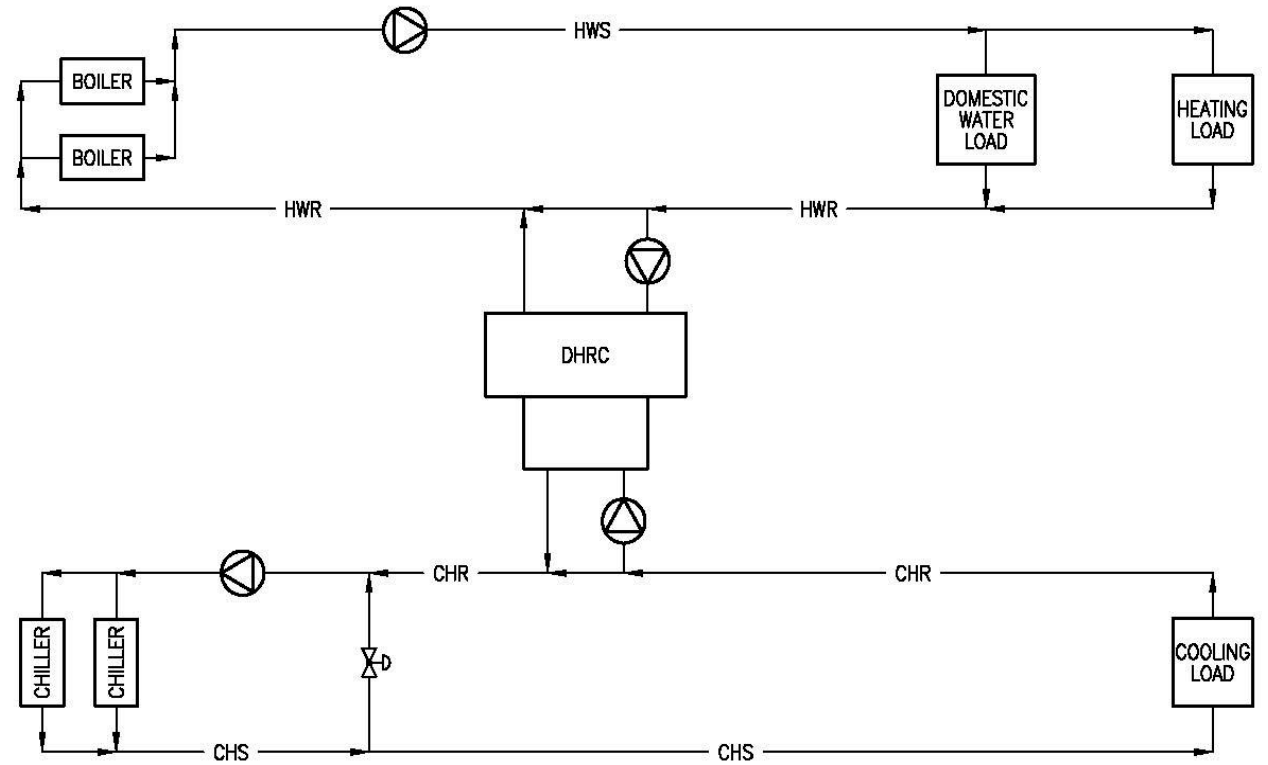 HWS
BOILER
BOILER
DOMESTIC
WATER
LOAD
HEATING
LOAD
HWR
HWR
DHRC
CHR
CHR
CHILLER
CHILLER
COOLING
LOAD
CHS
CHS